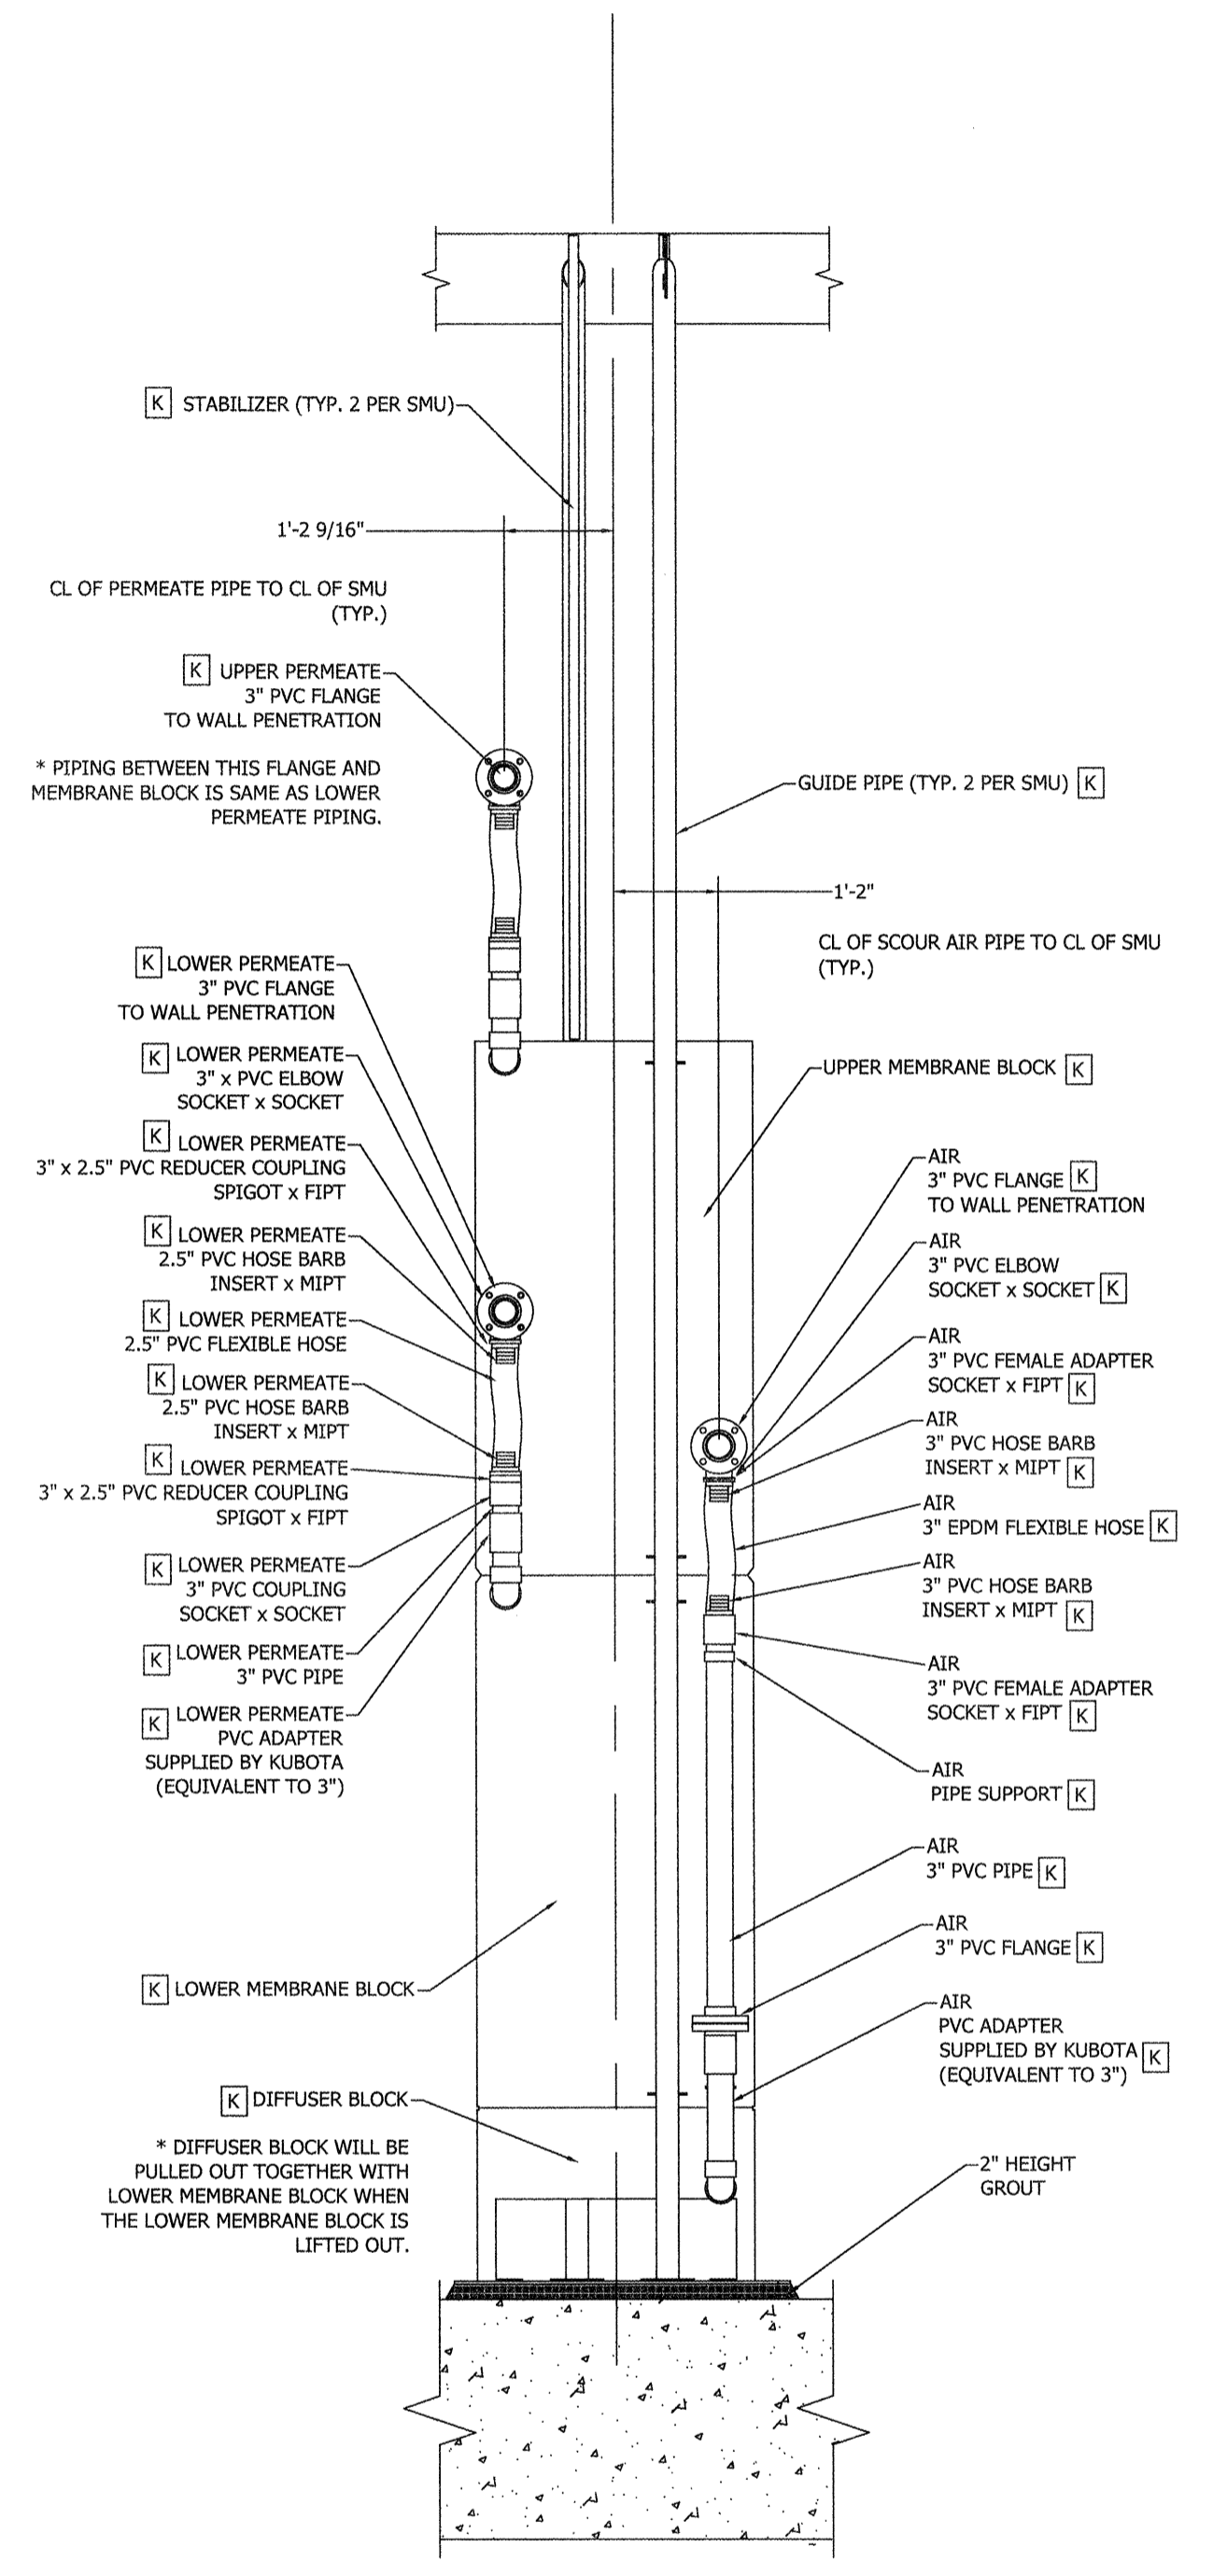 K STABILIZER (TYP. 2 PER SMU)
1'-2 9/16"
CL OF PERMEATE PIPE TO CL OF SMU
(TYP.)
K UPPER PERMEATE
3" PVC FLANGE
TO WALL PENETRATION
* PIPING BETWEEN THIS FLANGE AND
MEMBRANE BLOCK IS SAME AS LOWER
PERMEATE PIPING.
K LOWER PERMEATE
3" PVC FLANGE
TO WALL PENETRATION
K LOWER PERMEATE
3" x PVC ELBOW
SOCKET x SOCKET
K LOWER PERMEATE
3" x 2.5" PVC REDUCER COUPLING
SPIGOT x FIPT
K LOWER PERMEATE
2.5" PVC HOSE BARB
INSERT x MIPT
K LOWER PERMEATE
2.5" PVC FLEXIBLE HOSE
K LOWER PERMEATE
2.5" PVC HOSE BARB
INSERT x MIPT
K LOWER PERMEATE
3" x 2.5" PVC REDUCER COUPLING
SPIGOT x FIPT
K LOWER PERMEATE
3" PVC COUPLING
SOCKET x SOCKET
K LOWER PERMEATE
3" PVC PIPE
K LOWER PERMEATE
PVC ADAPTER
SUPPLIED BY KUBOTA
(EQUIVALENT TO 3")
K LOWER MEMBRANE BLOCK
K DIFFUSER BLOCK
* DIFFUSER BLOCK WILL BE
PULLED OUT TOGETHER WITH
LOWER MEMBRANE BLOCK WHEN
THE LOWER MEMBRANE BLOCK IS
LIFTED OUT.
GUIDE PIPE (TYP. 2 PER SMU) K
1'-2"
CL OF SCOUR AIR PIPE TO CL OF SMU
(TYP.)
UPPER MEMBRANE BLOCK K
AIR
3" PVC FLANGE K
TO WALL PENETRATION
AIR
3" PVC ELBOW
SOCKET x SOCKET K
AIR
3" PVC FEMALE ADAPTER
SOCKET x FIPT K
AIR
3" PVC HOSE BARB
INSERT x MIPT K
AIR
3" EPDM FLEXIBLE HOSE K
AIR
3" PVC HOSE BARB
INSERT x MIPT K
AIR
3" PVC FEMALE ADAPTER
SOCKET x FIPT K
AIR
PIPE SUPPORT K
AIR
3" PVC PIPE K
AIR
3" PVC FLANGE K
AIR
PVC ADAPTER
SUPPLIED BY KUBOTA K
(EQUIVALENT TO 3")
2" HEIGHT
GROUT